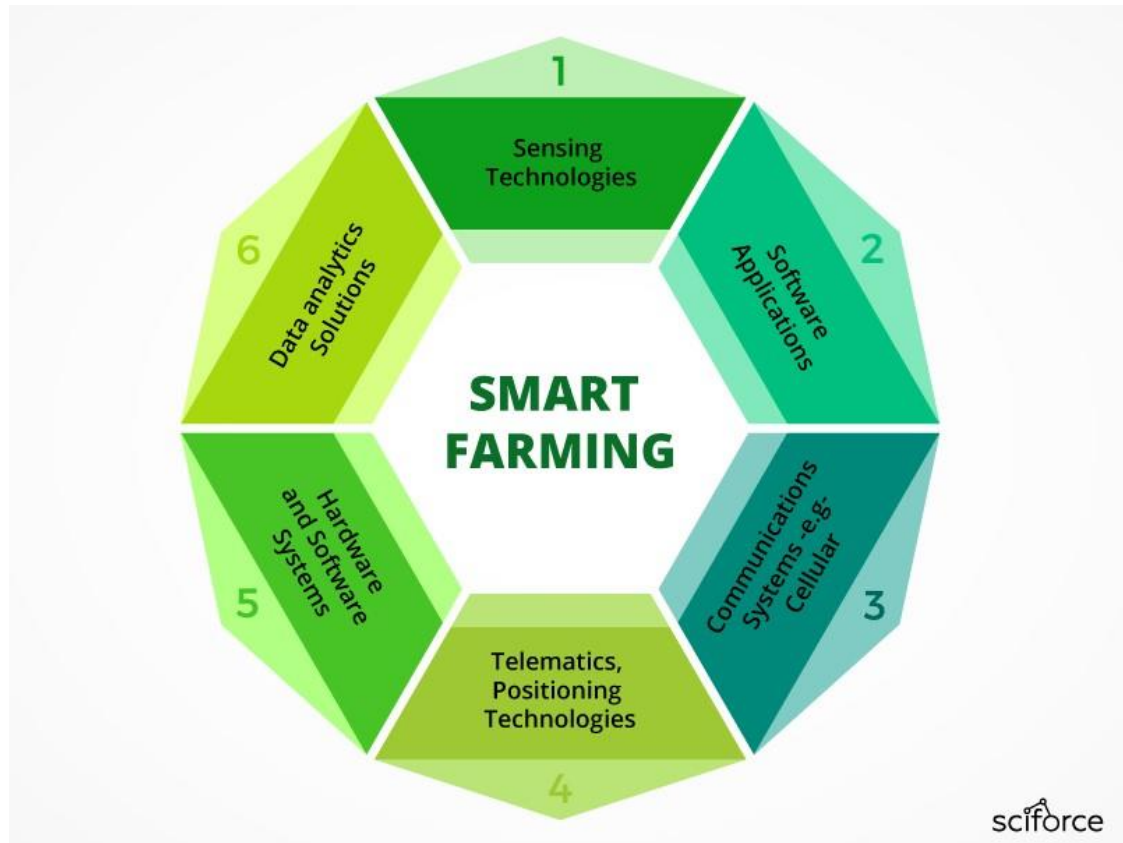 1
Sensing
Technologies
2
Software
Applications
3
Communications
Systems -e.g-
Cellular
4
Telematics,
Positioning
Technologies
5
Hardware
and Software
Systems
6
Data analytics
Solutions
SMART
FARMING
sciforce